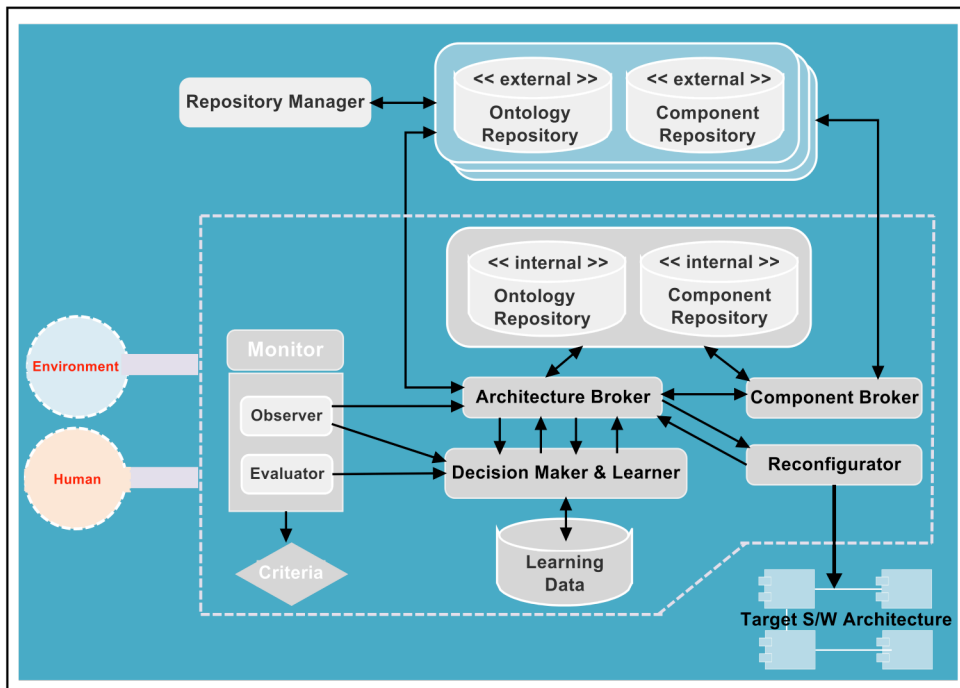 << external >>
<< external >>
Repository Manager
Ontology
Repository
Component
Repository
<< internal >>
<< internal >>
Ontology
Repository
Component
Repository
Monitor
Environment
Observer
Architecture Broker
Component Broker
Evaluator
Decision Maker & Learner
Reconfigurator
Human
Criteria
Learning
Data
Target S/W Architecture